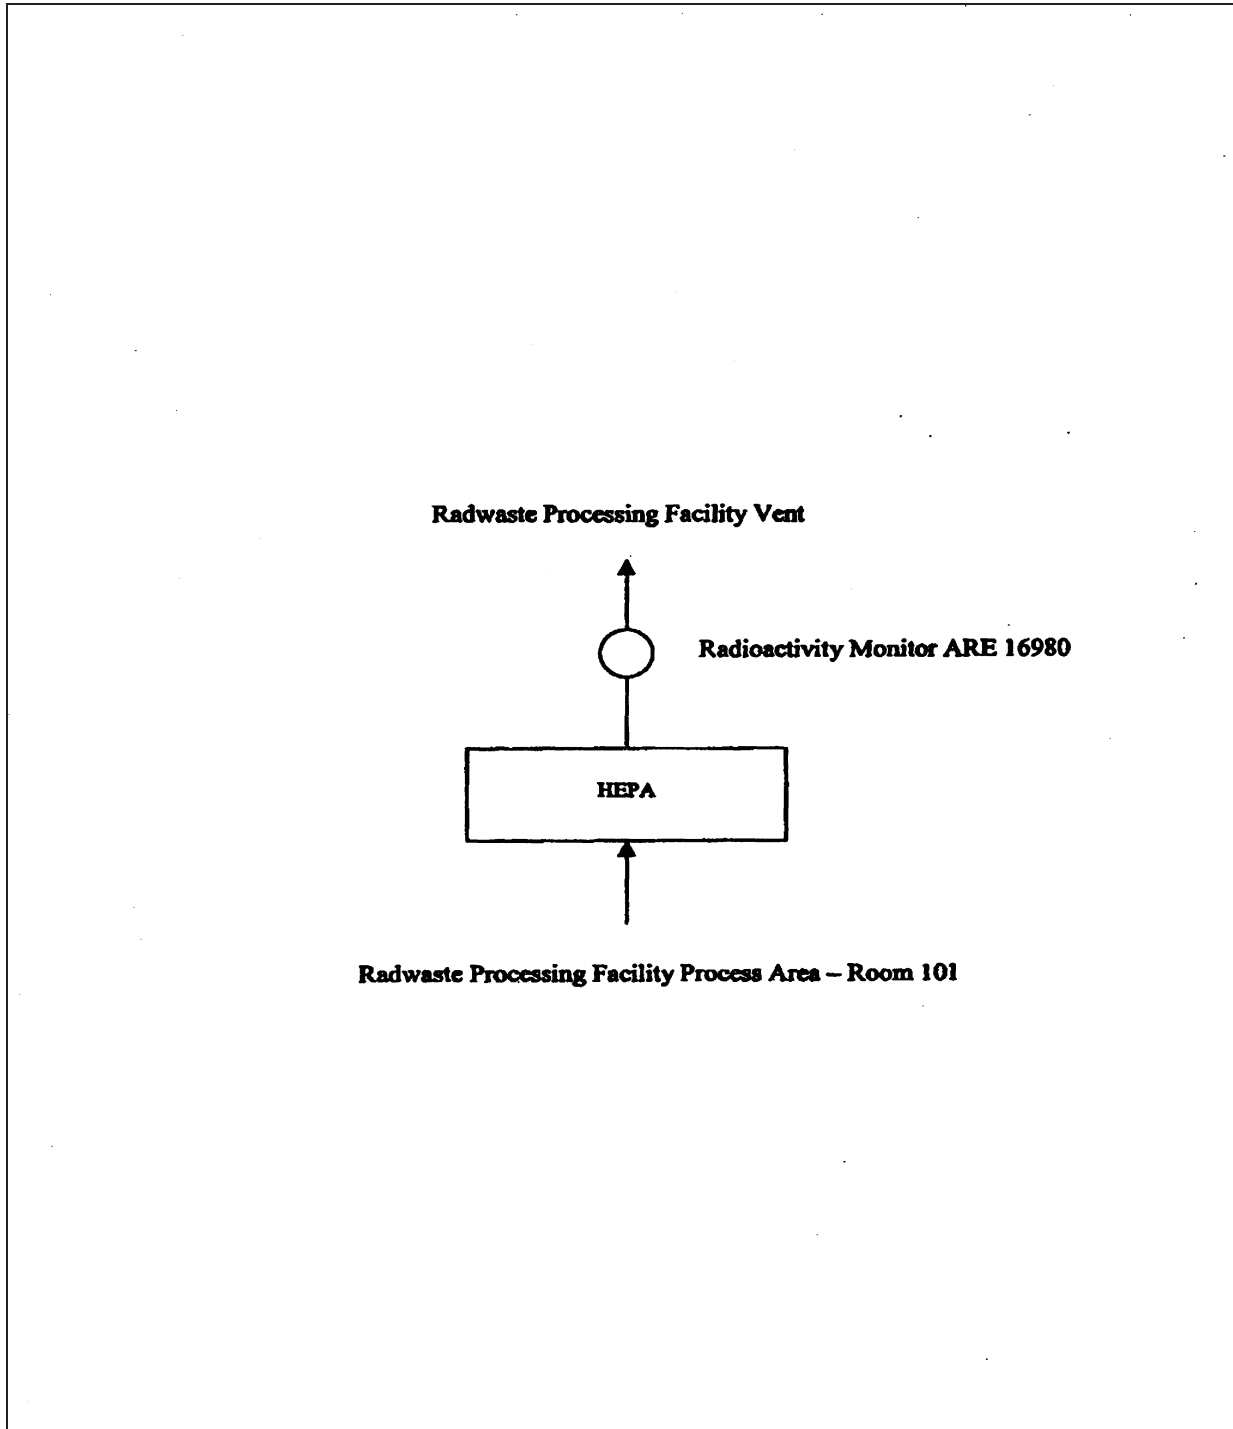 Radwaste Processing Facility Vent
Radioactivity Monitor ARE 16980
HEPA
Radwaste Processing Facility Process Area – Room 101